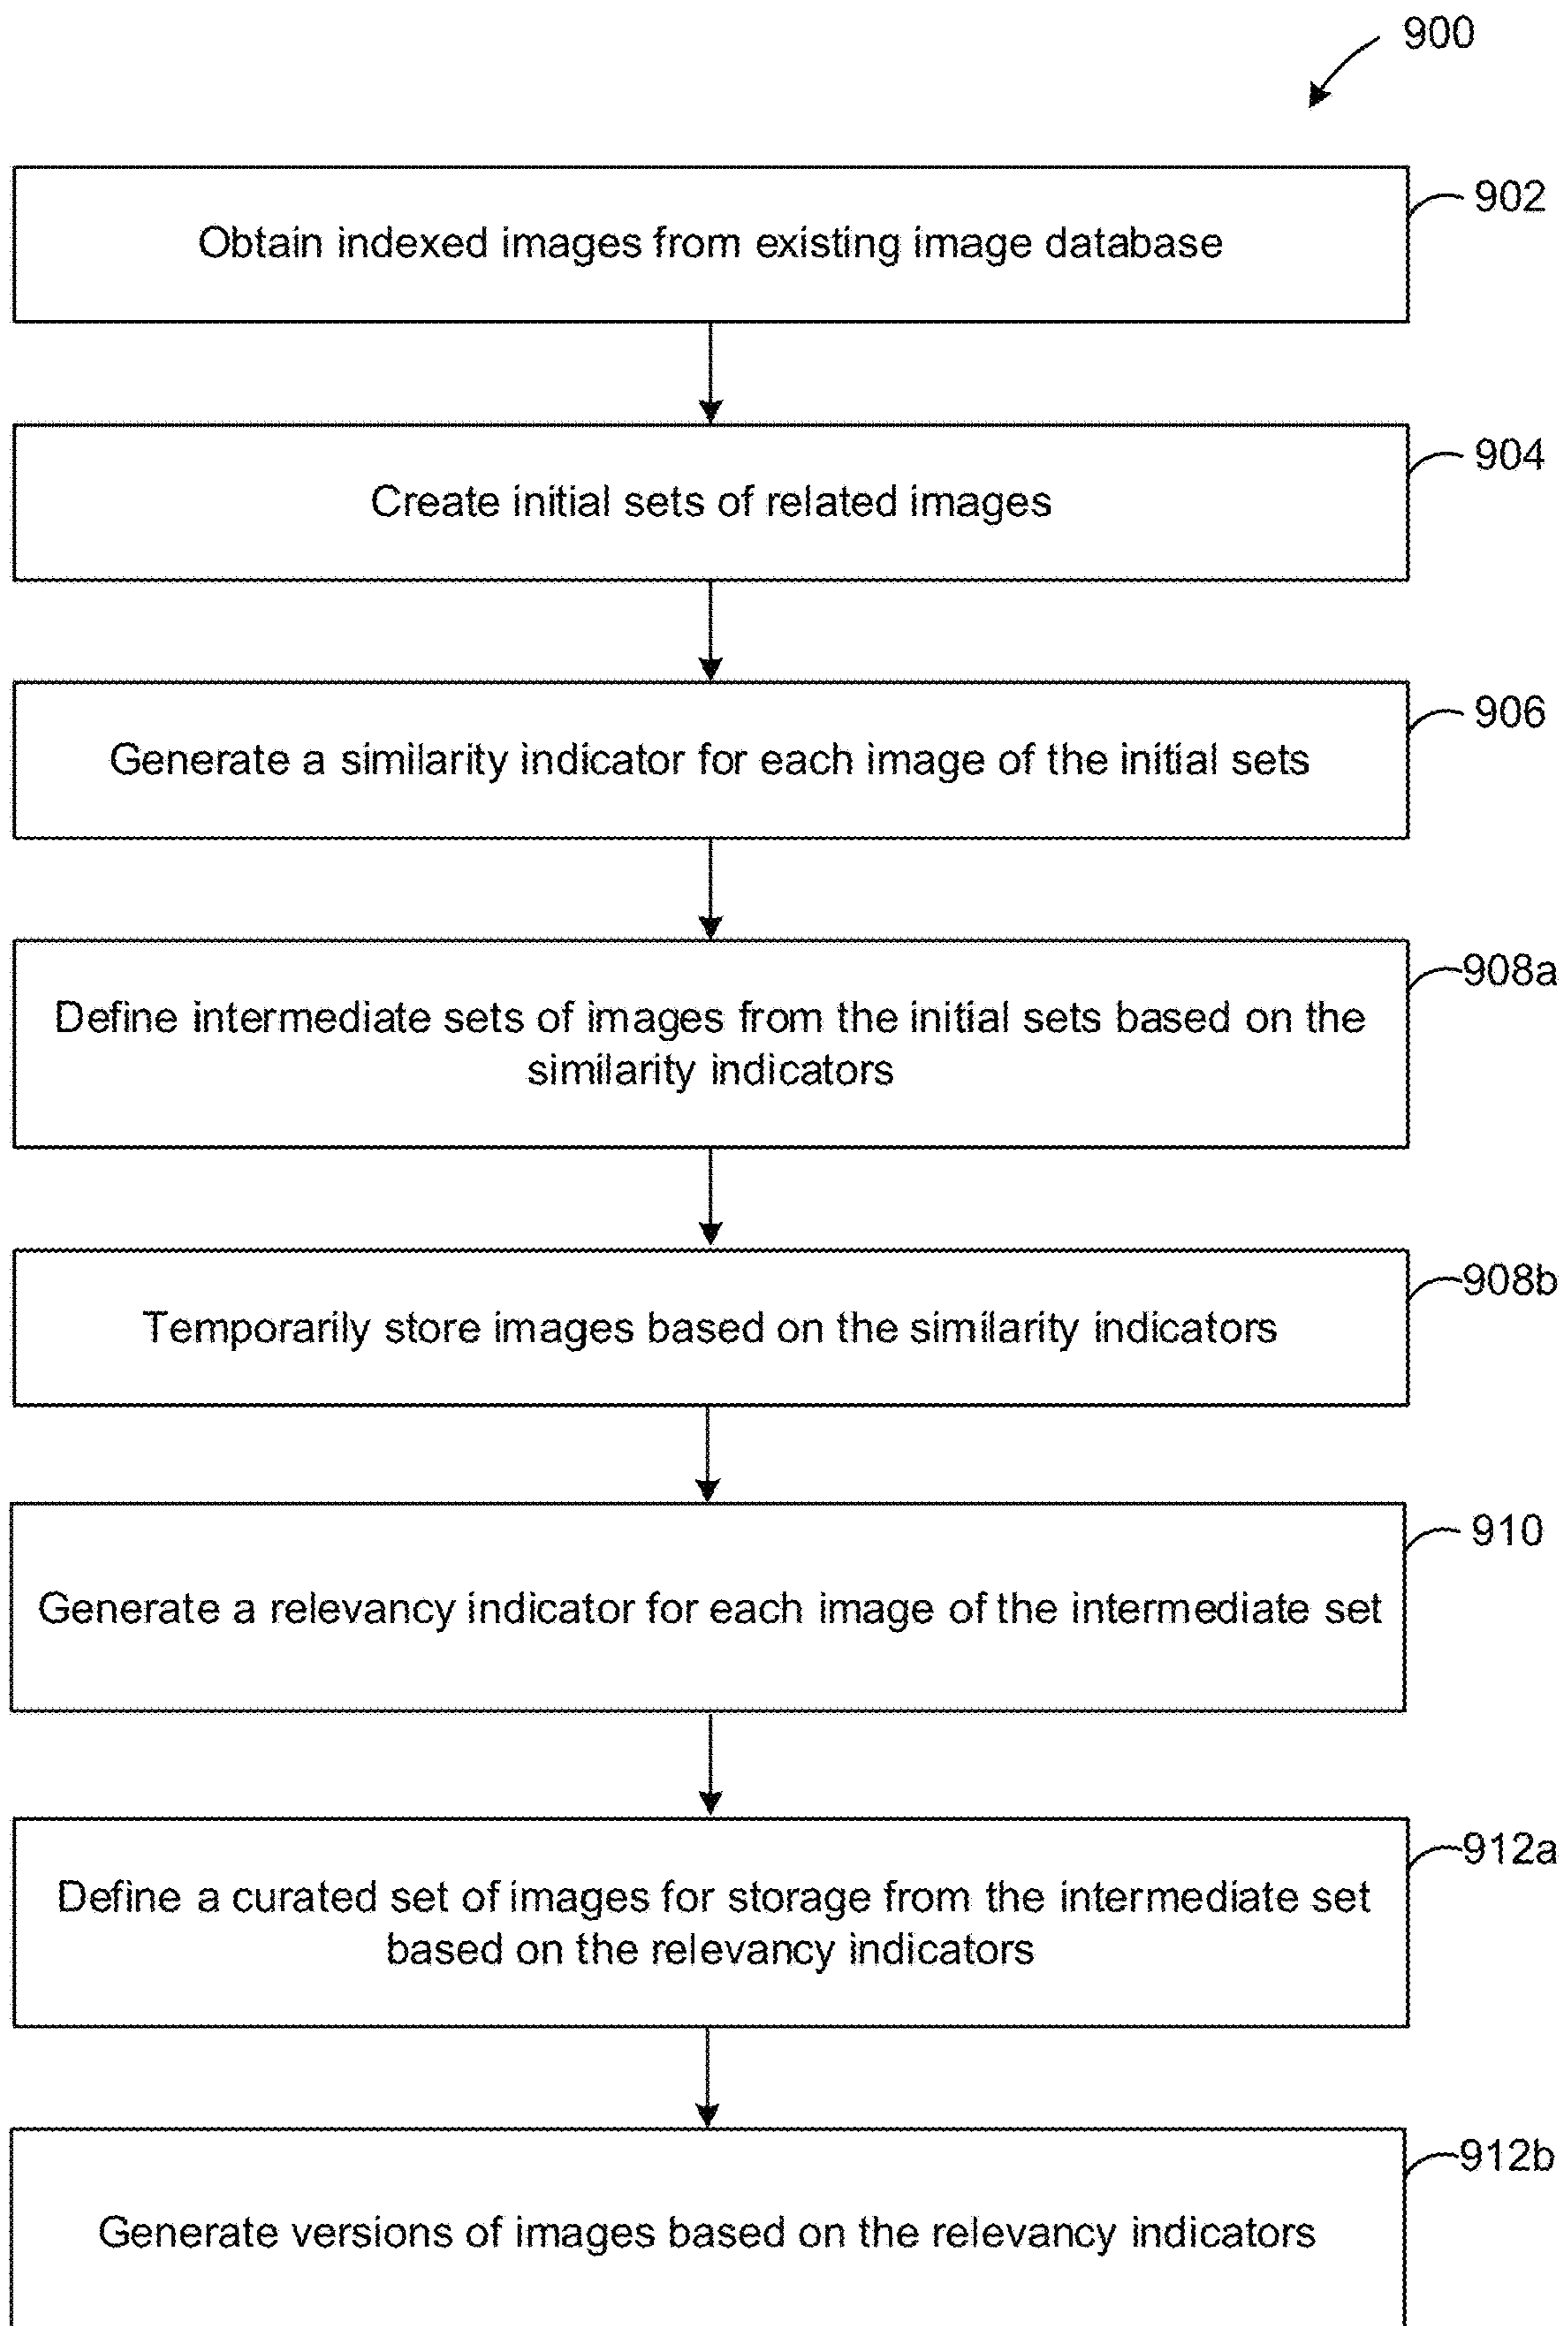 900
902
Obtain indexed images from existing image database
904
Create initial sets of related images
906
Generate a similarity indicator for each image of the initial sets
908a
Define intermediate sets of images from the initial sets based on the
similarity indicators
908b
Temporarily store images based on the similarity indicators
910
Generate a relevancy indicator for each image of the intermediate set
912a
Define a curated set of images for storage from the intermediate set
based on the relevancy indicators
912b
Generate versions of images based on the relevancy indicators